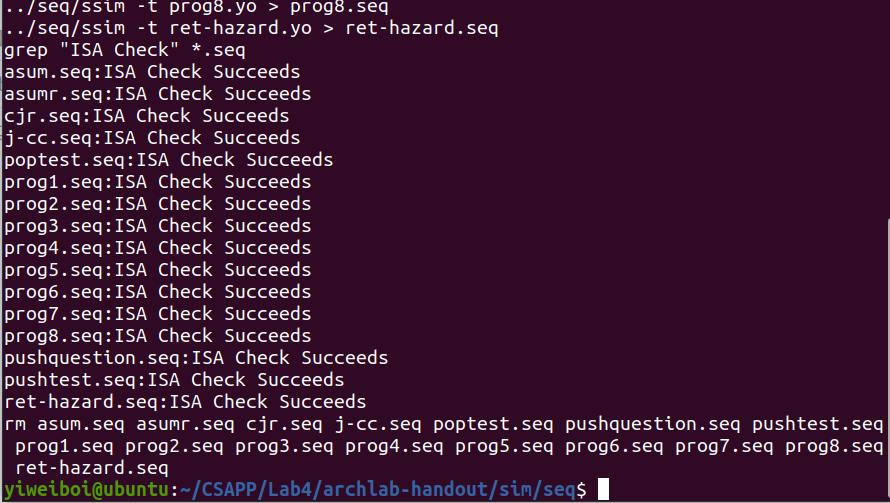 ../seq/ssim -t prog8.yo > prog8.seq
../seq/ssim -t ret-hazard.yo > ret-hazard.seq
grep "ISA Check" *.seq
asum.seq:ISA Check Succeeds
asumr.seq:ISA Check Succeeds
cjr.seq:ISA Check Succeeds
j-cc.seq:ISA Check Succeeds
poptest.seq:ISA Check Succeeds
prog1.seq:ISA Check Succeeds
prog2.seq:ISA Check Succeeds
prog3.seq:ISA Check Succeeds
prog4.seq:ISA Check Succeeds
prog5.seq:ISA Check Succeeds
prog6.seq:ISA Check Succeeds
prog7.seq:ISA Check Succeeds
prog8.seq:ISA Check Succeeds
pushquestion.seq:ISA Check Succeeds
pushtest.seq:ISA Check Succeeds
ret-hazard.seq:ISA Check Succeeds
rm asum.seq asumr.seq cjr.seq j-cc.seq poptest.seq pushquestion.seq pushtest.seq
 prog1.seq prog2.seq prog3.seq prog4.seq prog5.seq prog6.seq prog7.seq prog8.seq
 ret-hazard.seq
yiweiboi@ubuntu:~/CSAPP/Lab4/archlab-handout/sim/seq$